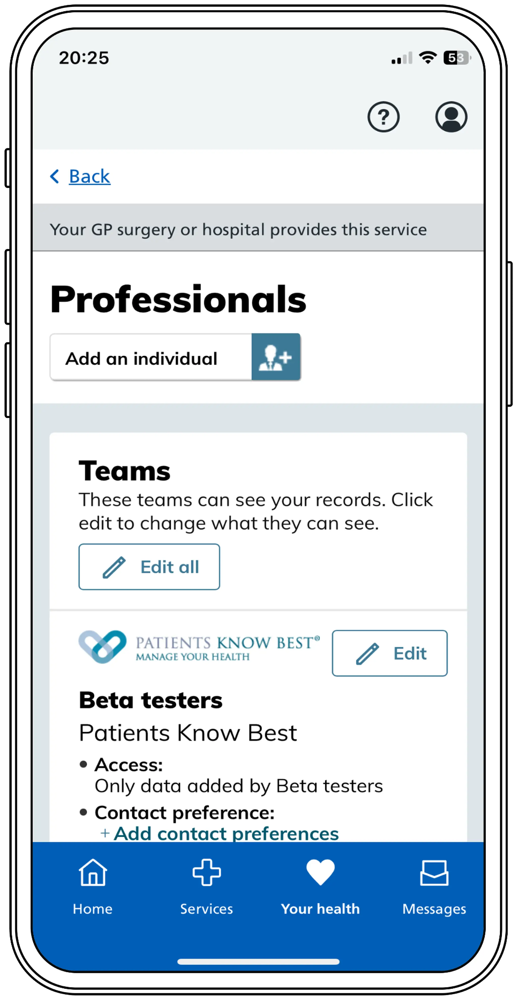 20:25
53
?
Back
Your GP surgery or hospital provides this service
Professionals
Add an individual
Teams
These teams can see your records. Click
edit to change what they can see.
Edit all
PATIENTS KNOW BEST®
MANAGE YOUR HEALTH
Edit
Beta testers
Patients Know Best
• Access:
Only data added by Beta testers
• Contact preference:
+ Add contact preferences
Home
Services
Your health
Messages